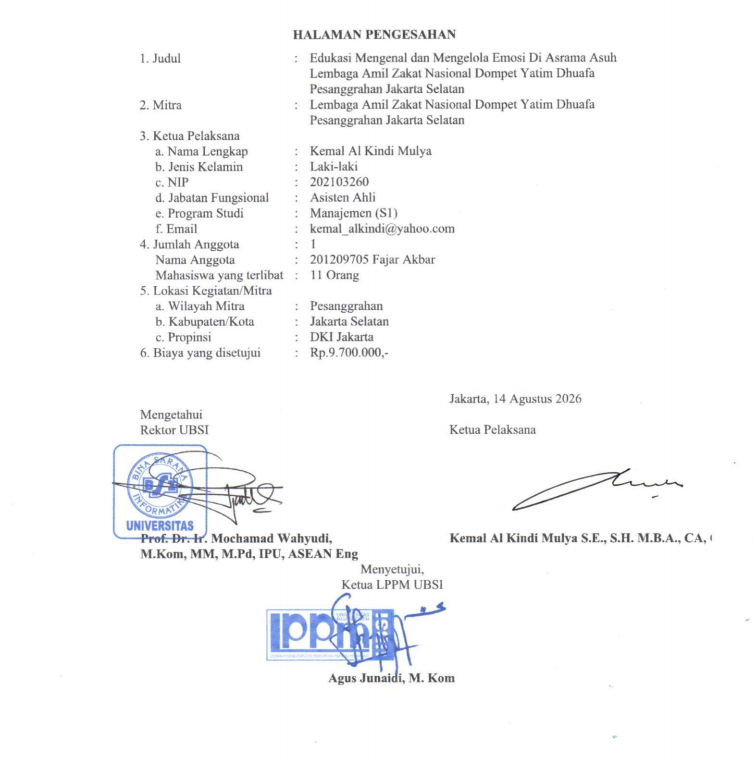 HALAMAN PENGESAHAN
1. Judul : Edukasi Mengenal dan Mengelola Emosi Di Asrama Asuh
Lembaga Amil Zakat Nasional Dompet Yatim Dhuafa
Pesanggrahan Jakarta Selatan
2. Mitra : Lembaga Amil Zakat Nasional Dompet Yatim Dhuafa
Pesanggrahan Jakarta Selatan
3. Ketua Pelaksana
a. Nama Lengkap : Kemal Al Kindi Mulya
b. Jenis Kelamin : Laki-laki
c. NIP : 202103260
d. Jabatan Fungsional : Asisten Ahli
e. Program Studi : Manajemen (S1)
f. Email : kemal_alkindi@yahoo.com
4. Jumlah Anggota : 1
Nama Anggota : 201209705 Fajar Akbar
Mahasiswa yang terlibat : 11 Orang
5. Lokasi Kegiatan/Mitra
a. Wilayah Mitra : Pesanggrahan
b. Kabupaten/Kota : Jakarta Selatan
c. Propinsi : DKI Jakarta
6. Biaya yang disetujui : Rp.9.700.000,-
Jakarta, 14 Agustus 2026
Mengetahui
Rektor UBSI
Ketua Pelaksana
BINA SARANA
INFORMATIKA
UNIVERSITAS
Prof. Dr. Ir. Mochamad Wahyudi,
M.Kom, MM, M.Pd, IPU, ASEAN Eng
Kemal Al Kindi Mulya S.E., S.H. M.B.A., CA,
Menyetujui,
Ketua LPPM UBSI
lppm
Agus Junaidi, M. Kom